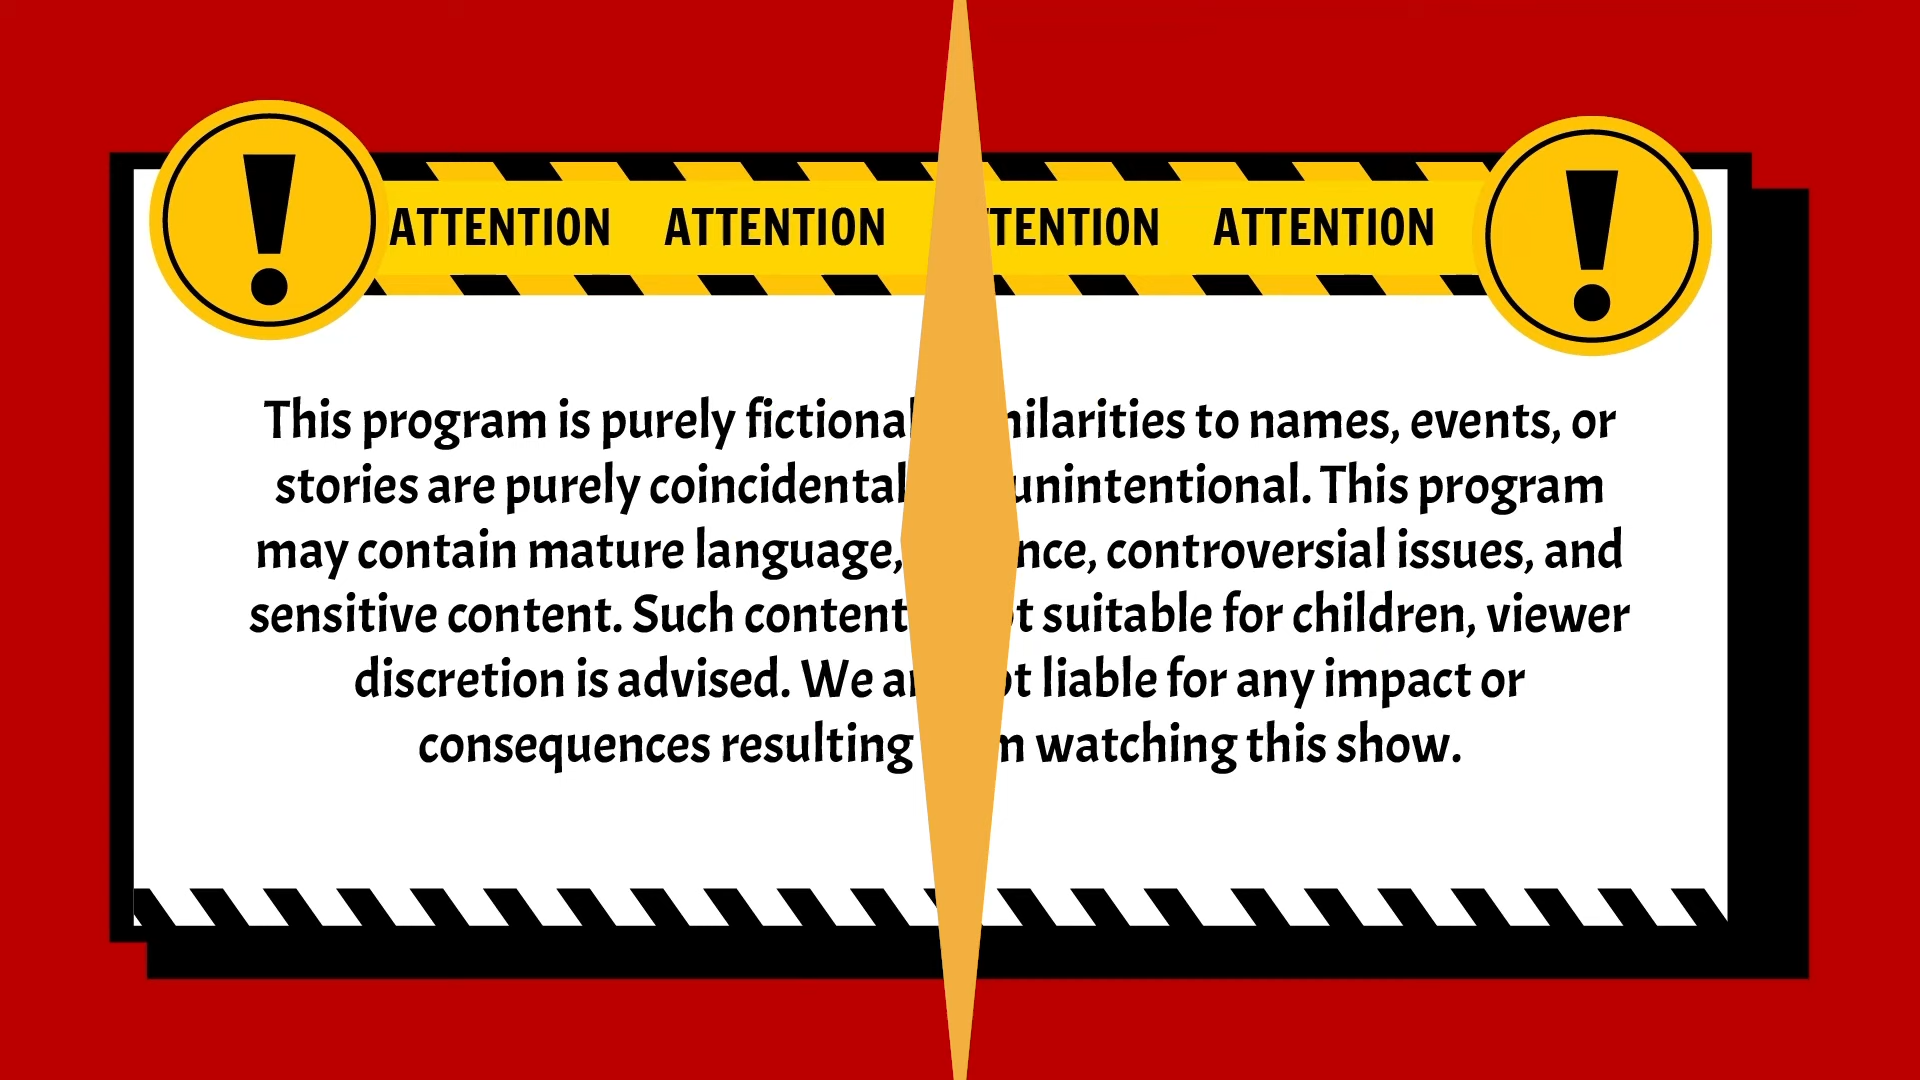 ATTENTION ATTENTION TENTION ATTENTION
This program is purely fictional similarities to names, events, or
stories are purely coincidental unintentional. This program
may contain mature language, controversial issues, and
sensitive content. Such content suitable for children, viewer
discretion is advised. We liable for any impact or
consequences resulting watching this show.